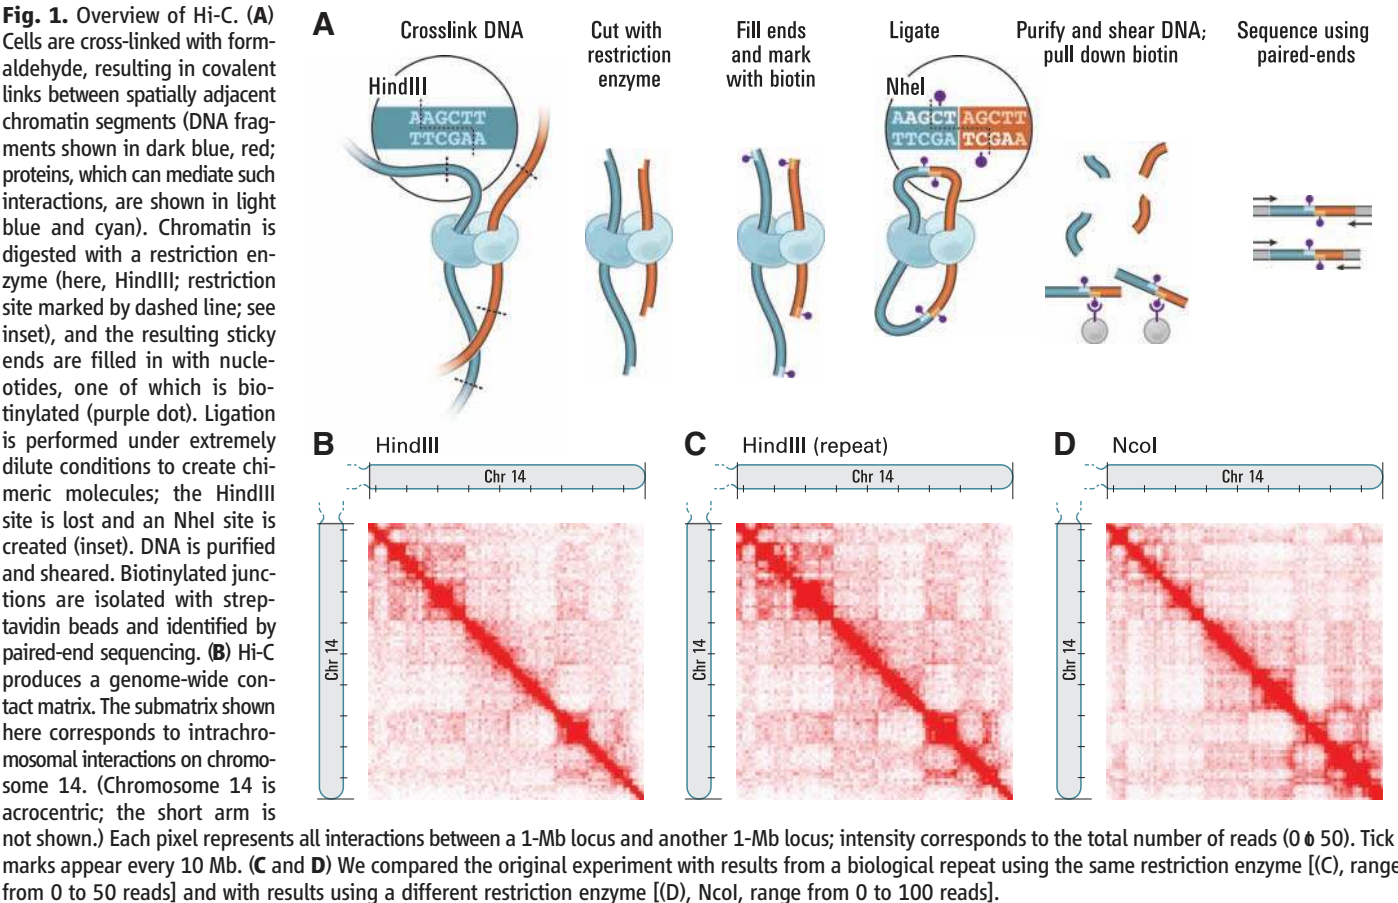 Fig. 1. Overview of Hi-C. (A)
Cells are cross-linked with form-
aldehyde, resulting in covalent
links between spatially adjacent
chromatin segments (DNA frag-
ments shown in dark blue, red;
proteins, which can mediate such
interactions, are shown in light
blue and cyan). Chromatin is
digested with a restriction en-
zyme (here, HindIII; restriction
site marked by dashed line; see
inset), and the resulting sticky
ends are filled in with nucle-
otides, one of which is bio-
tinylated (purple dot). Ligation
is performed under extremely
dilute conditions to create chi-
meric molecules; the HindIII
site is lost and an NheI site is
created (inset). DNA is purified
and sheared. Biotinylated junc-
tions are isolated with strep-
tavidin beads and identified by
paired-end sequencing. (B) Hi-C
produces a genome-wide con-
tact matrix. The submatrix shown
here corresponds to intrachro-
mosomal interactions on chromo-
some 14. (Chromosome 14 is
acrocentric; the short arm is
not shown.) Each pixel represents all interactions between a 1-Mb locus and another 1-Mb locus; intensity corresponds to the total number of reads (0 to 50). Tick
marks appear every 10 Mb. (C and D) We compared the original experiment with results from a biological repeat using the same restriction enzyme [(C), range
from 0 to 50 reads] and with results using a different restriction enzyme [(D), NcoI, range from 0 to 100 reads].
A
Crosslink DNA
Cut with
restriction
enzyme
Fill ends
and mark
with biotin
Ligate
Purify and shear DNA;
pull down biotin
Sequence using
paired-ends
HindIII
AAGCTT
TTCGAA
NheI
AAGCT AGCTT
TTCGA TCGAA
B HindIII
Chr 14
Chr 14
C HindIII (repeat)
Chr 14
Chr 14
D NcoI
Chr 14
Chr 14